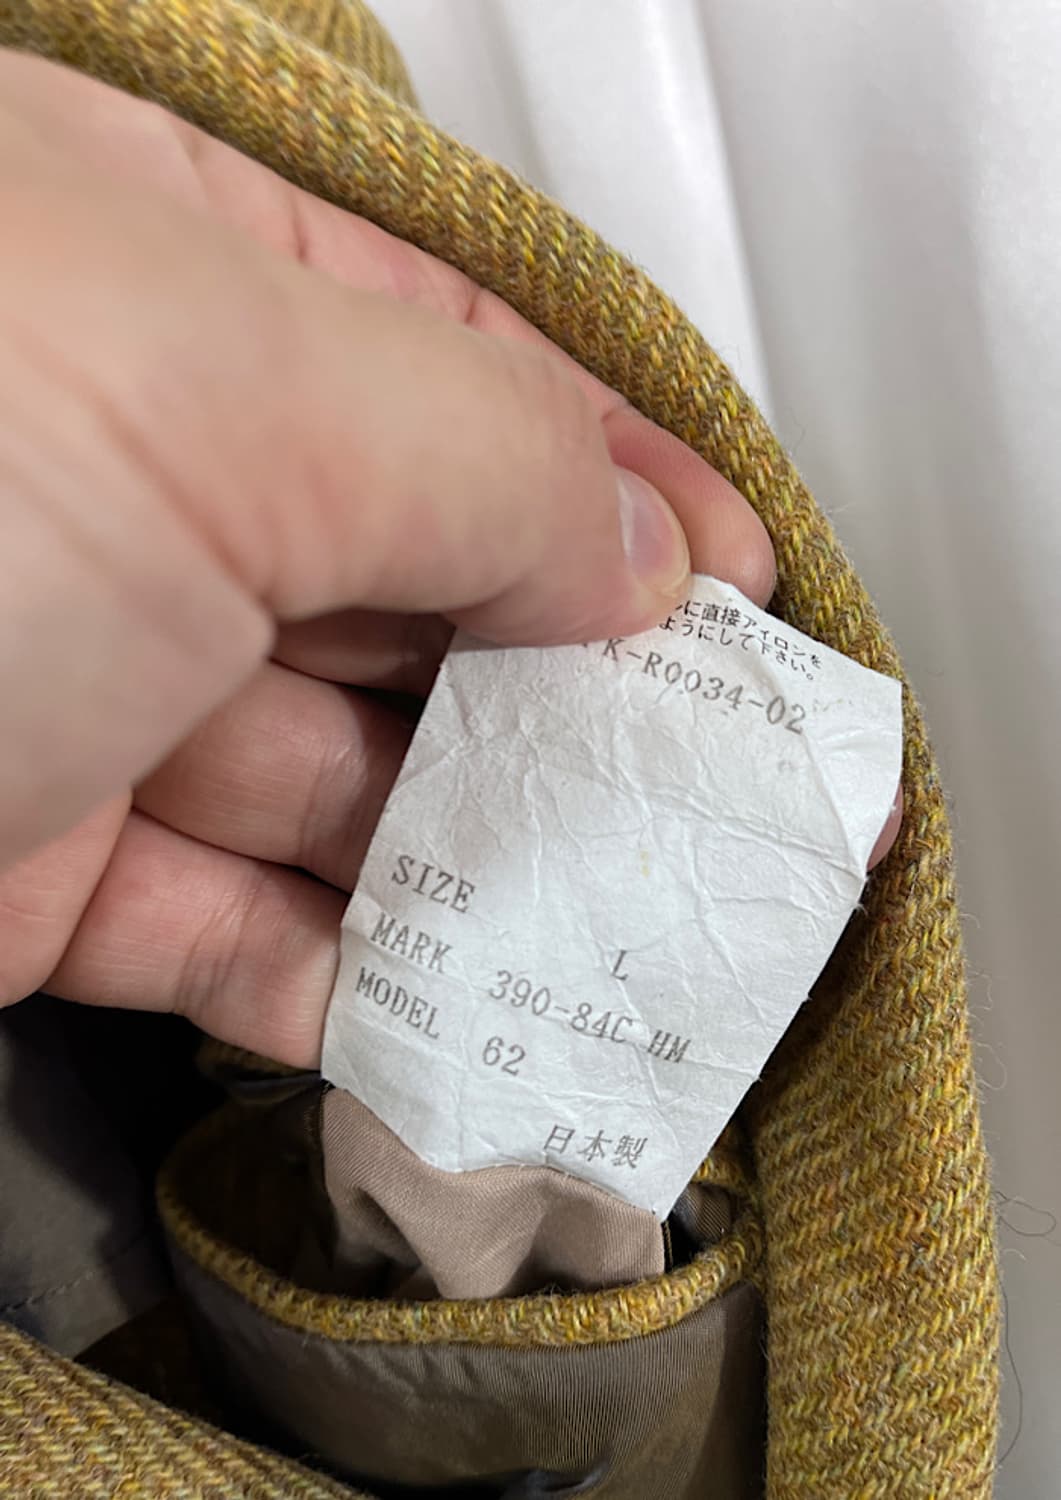 に直接アイロンを
ようにして下さい。
K-R0034-02
SIZE L
MARK 390-84C HM
MODEL 62
日本製